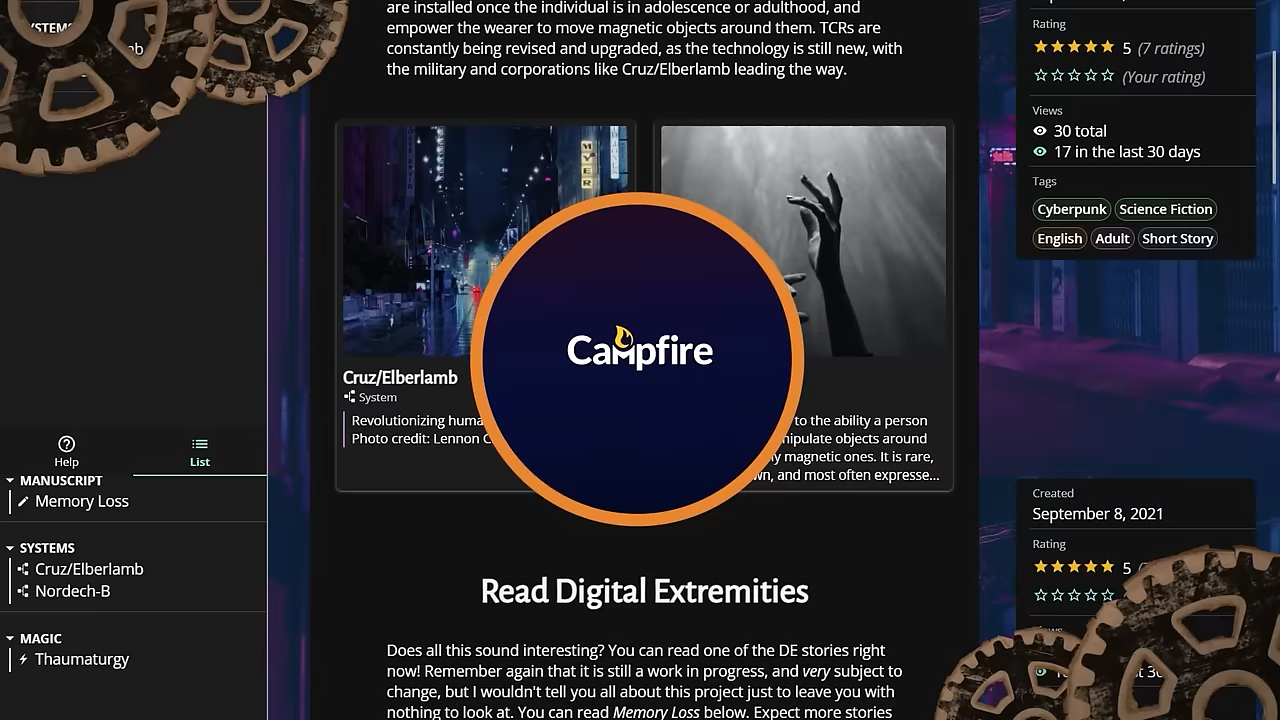 are installed once the individual is in adolescence or adulthood, and
empower the wearer to move magnetic objects around them. TCRs
constantly being revised and upgraded, as the technology is still new, with
the military and corporations like Cruz/Elberlamb leading the way.
MYER
Cruz/Elberlamb
System
Revolutionizing huma
Photo credit: Lennon C
to the ability a person
nipulate objects around
ly magnetic ones. It is rare,
wn, and most often expresse...
Campfire
Read Digital Extremities
Does all this sound interesting? You can read one of the DE stories right
now! Remember again that it is still a work in progress, and very subject to
change, but I wouldn't tell you all about this project just to leave you with
nothing to look at. You can read Memory Loss below. Expect more stories
Help
List
MANUSCRIPT
Memory Loss
SYSTEMS
Cruz/Elberlamb
Nordech-B
MAGIC
Thaumaturgy
Rating
5 (7 ratings)
(Your rating)
Views
30 total
17 in the last 30 days
Tags
Cyberpunk
Science Fiction
English
Adult
Short Story
Created
September 8, 2021
Rating
5